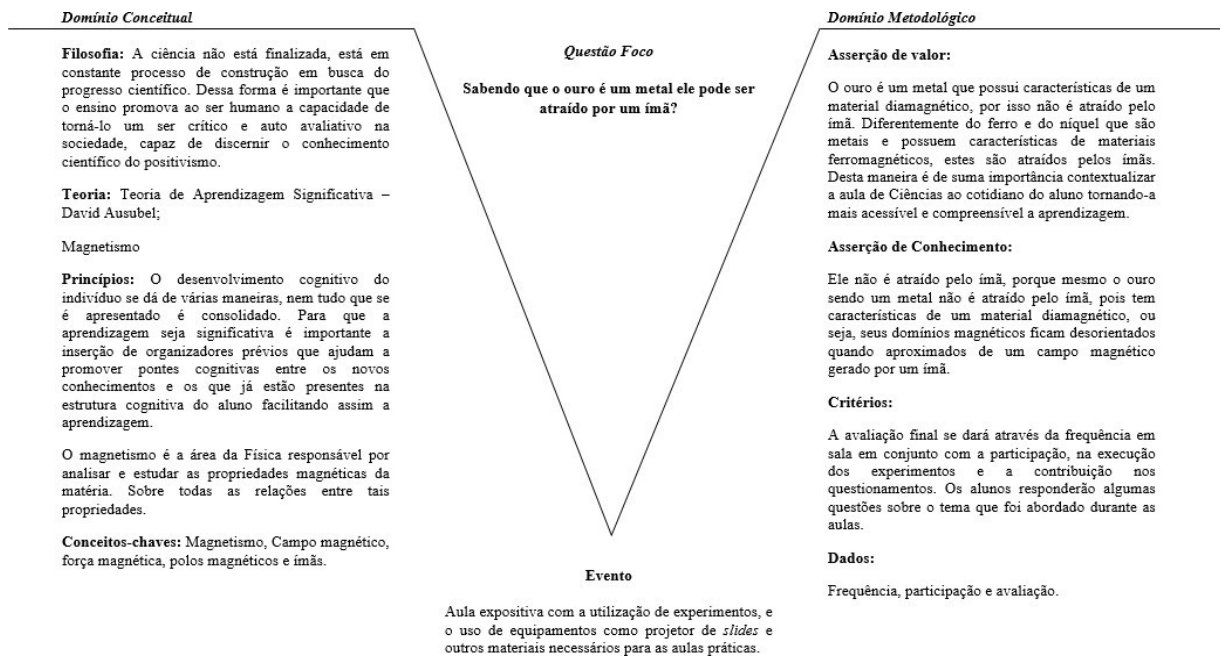 Domínio Conceitual
Filosofia: A ciência não está finalizada, está em
constante processo de construção em busca do
progresso científico. Dessa forma é importante que
o ensino promova ao ser humano a capacidade de
torná-lo um ser crítico e auto avaliativo na
sociedade, capaz de discernir o conhecimento
científico do positivismo.
Teoria: Teoria de Aprendizagem Significativa –
David Ausubel;
Magnetismo
Princípios: O desenvolvimento cognitivo do
indivíduo se dá de várias maneiras, nem tudo que se
é apresentado é consolidado. Para que a
aprendizagem seja significativa é importante a
inserção de organizadores prévios que ajudam a
promover pontes cognitivas entre os novos
conhecimentos e os que já estão presentes na
estrutura cognitiva do aluno facilitando assim a
aprendizagem.
O magnetismo é a área da Física responsável por
analisar e estudar as propriedades magnéticas da
matéria. Sobre todas as relações entre tais
propriedades.
Conceitos-chaves: Magnetismo, Campo magnético,
força magnética, polos magnéticos e ímãs.
Questão Foco
Sabendo que o ouro é um metal ele pode ser
atraído por um ímã?
Evento
Aula expositiva com a utilização de experimentos, e
o uso de equipamentos como projetor de slides e
outros materiais necessários para as aulas práticas.
Domínio Metodológico
Asserção de valor:
O ouro é um metal que possui características de um
material diamagnético, por isso não é atraído pelo
ímã. Diferentemente do ferro e do níquel que são
metais e possuem características de materiais
ferromagnéticos, estes são atraídos pelos ímãs.
Desta maneira é de suma importância contextualizar
a aula de Ciências ao cotidiano do aluno tornando-a
mais acessível e compreensível a aprendizagem.
Asserção de Conhecimento:
Ele não é atraído pelo ímã, porque mesmo o ouro
sendo um metal não é atraído pelo ímã, pois tem
características de um material diamagnético, ou
seja, seus domínios magnéticos ficam desorientados
quando aproximados de um campo magnético
gerado por um ímã.
Critérios:
A avaliação final se dará através da frequência em
sala em conjunto com a participação, na execução
dos experimentos e a contribuição nos
questionamentos. Os alunos responderão algumas
questões sobre o tema que foi abordado durante as
aulas.
Dados:
Frequência, participação e avaliação.